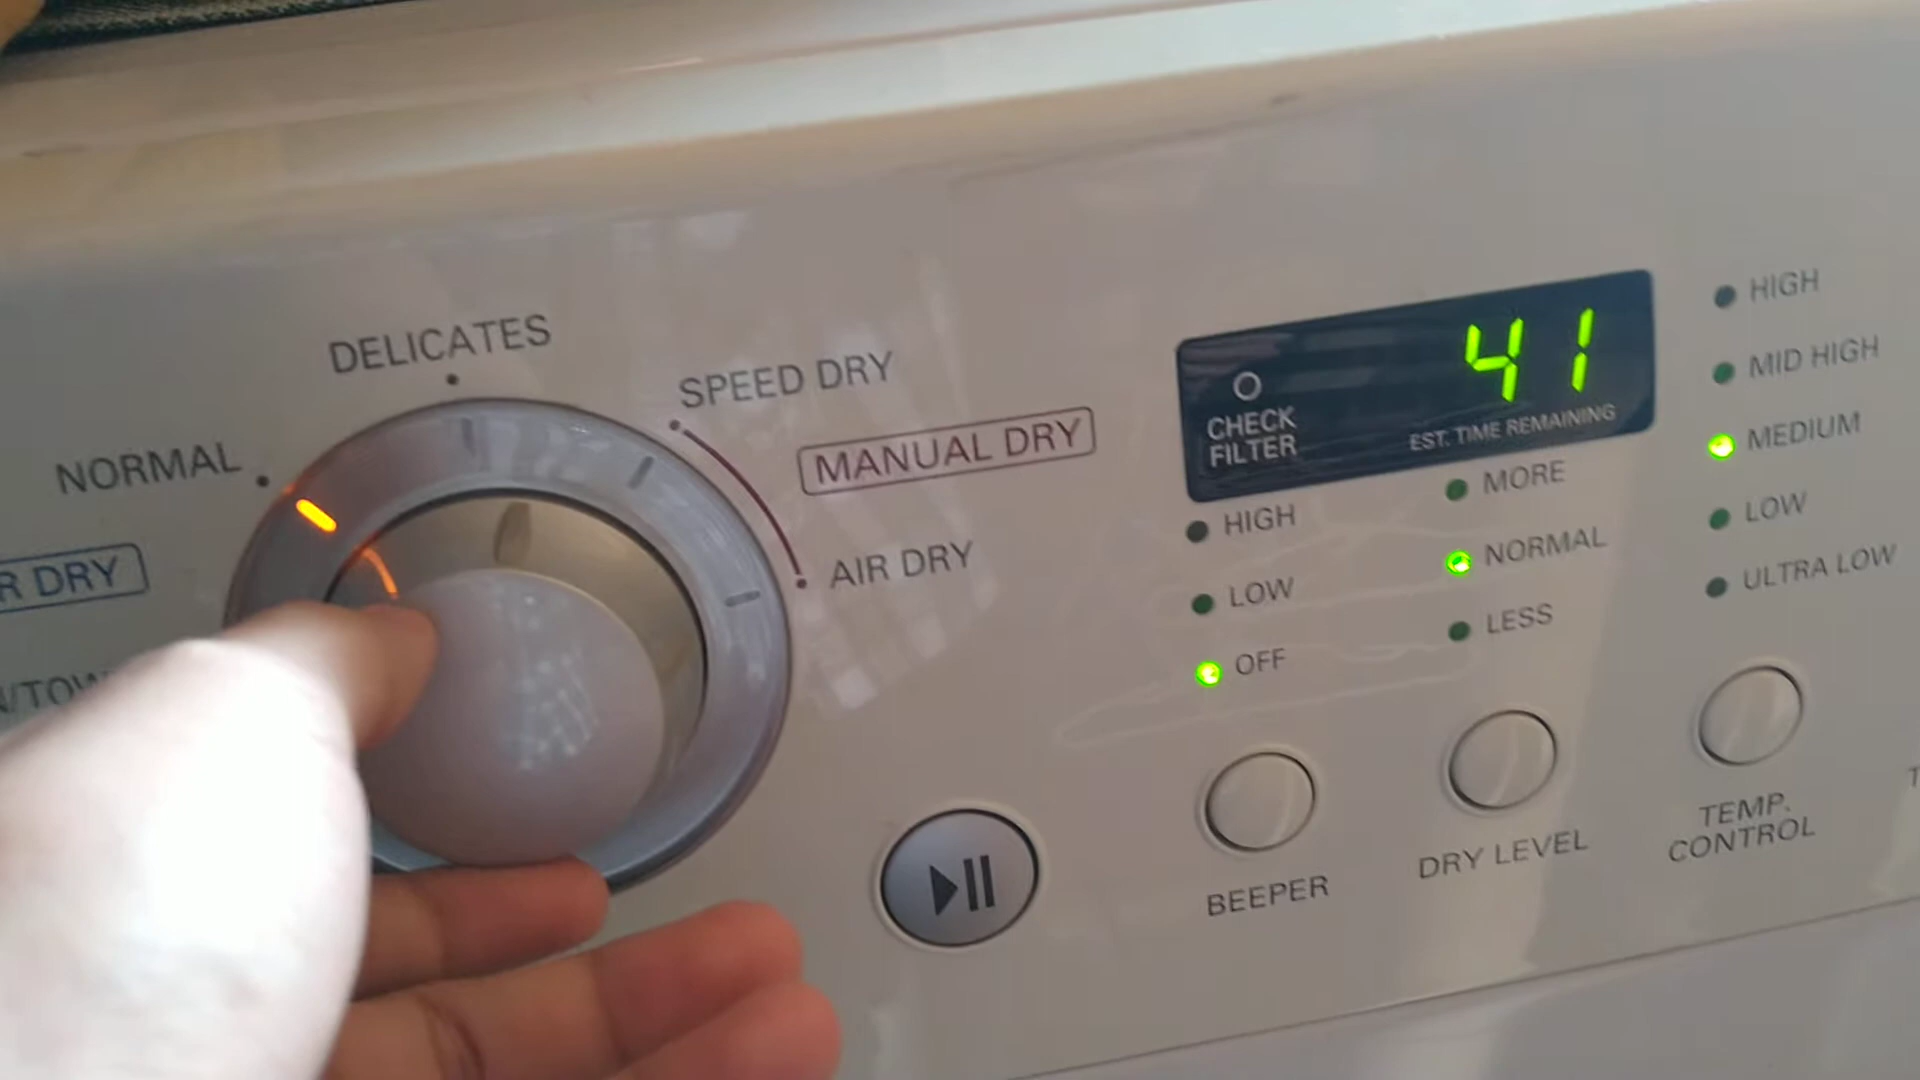 DELICATES
SPEED DRY
NORMAL
MANUAL DRY
R DRY
AIR DRY
41
CHECK
FILTER
EST. TIME REMAINING
HIGH
LOW
OFF
MORE
NORMAL
LESS
HIGH
MID HIGH
MEDIUM
LOW
ULTRA LOW
BEEPER
DRY LEVEL
TEMP.
CONTROL